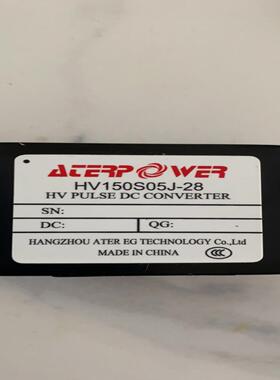 ATERPOWER
HV150S05J-28
HV PULSE DC CONVERTER
SN:
DC: QG:
HANGZHOU ATER EG TECHNOLOGY Co.,Ltd
MADE IN CHINA